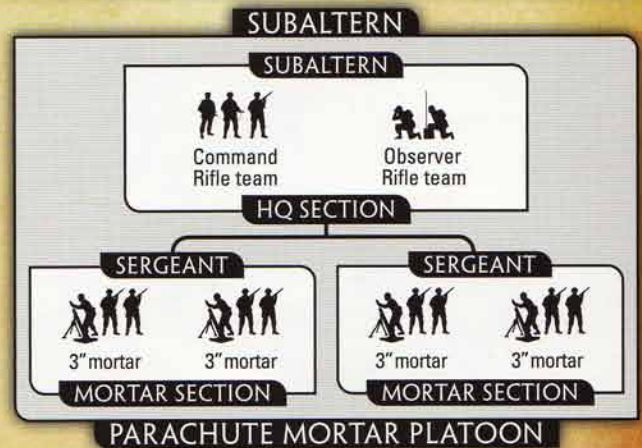 SUBALTERN
SUBALTERN
Command
Rifle team
Observer
Rifle team
HQ SECTION
SERGEANT
3" mortar 3" mortar
MORTAR SECTION
SERGEANT
3" mortar 3" mortar
MORTAR SECTION
PARACHUTE MORTAR PLATOON